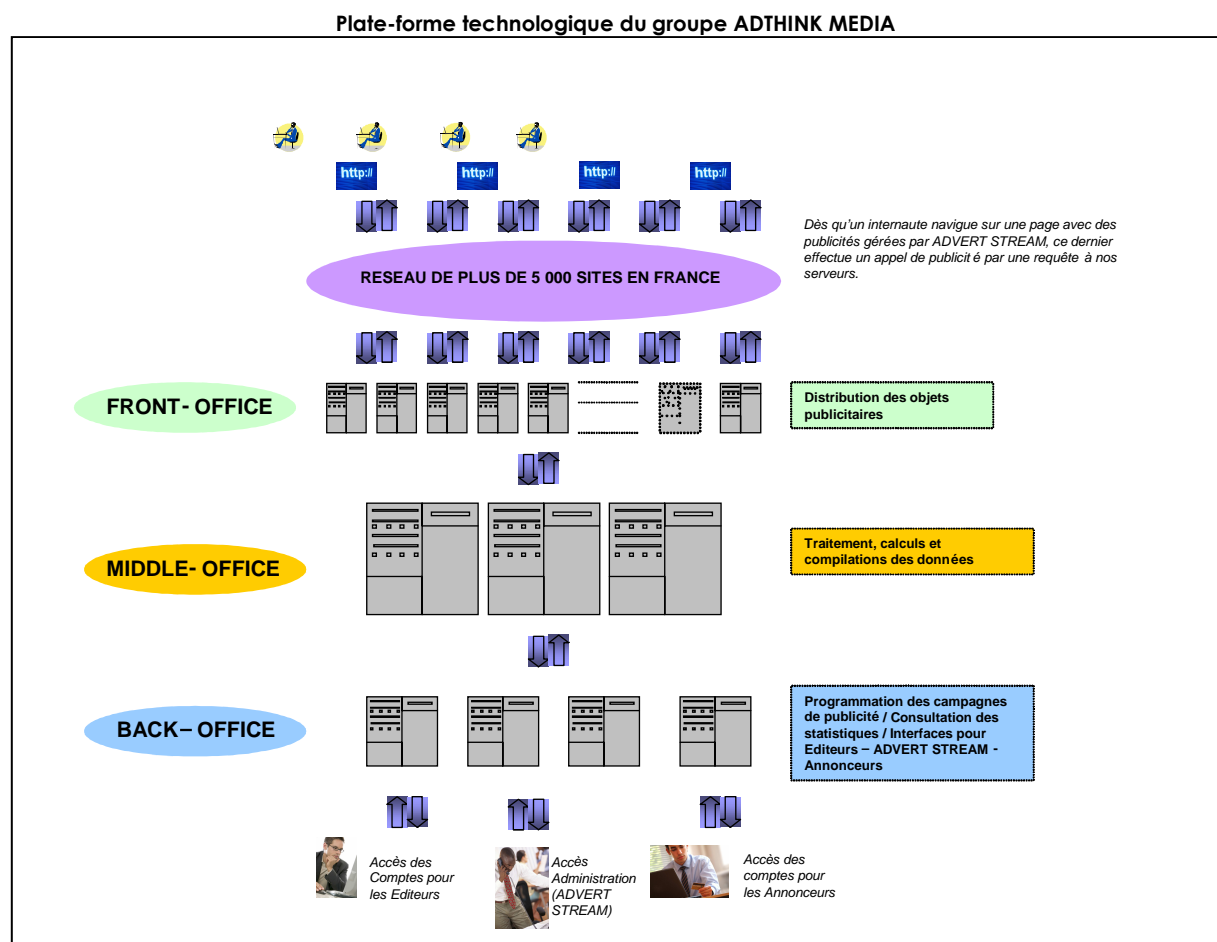 Plate-forme technologique du groupe ADTHINK MEDIA
http://
http://
http://
http://
Dès qu'un internaute navigue sur une page avec des
publicités gérées par ADVERT STREAM, ce dernier
effectue un appel de publicit é par une requête à nos
serveurs.
RESEAU DE PLUS DE 5 000 SITES EN FRANCE
FRONT- OFFICE
Distribution des objets
publicitaires
MIDDLE- OFFICE
Traitement, calculs et
compilations des données
BACK– OFFICE
Programmation des campagnes
de publicité / Consultation des
statistiques / Interfaces pour
Editeurs – ADVERT STREAM -
Annonceurs
Accès des
Comptes pour
les Editeurs
Accès
Administration
(ADVERT
STREAM)
Accès des
comptes pour
les Annonceurs